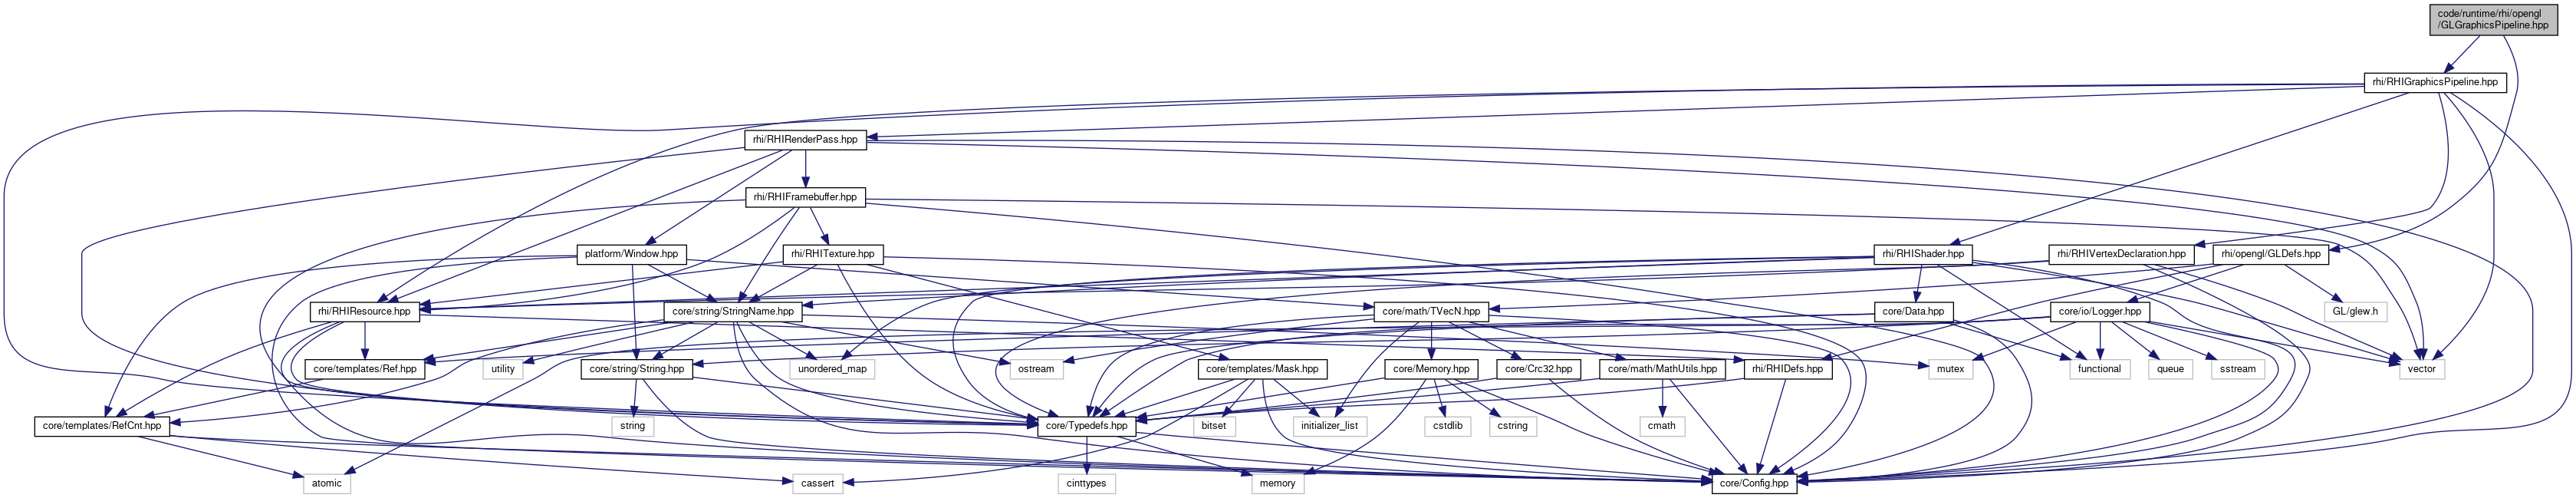 code/runtime/rhi/opengl
/GLGraphicsPipeline.hpp
rhi/RHIGraphicsPipeline.hpp
rhi/RHIRenderPass.hpp
rhi/RHIFramebuffer.hpp
platform/Window.hpp
rhi/RHITexture.hpp
rhi/RHIShader.hpp
rhi/RHIVertexDeclaration.hpp
rhi/opengl/GLDefs.hpp
rhi/RHIResource.hpp
core/string/StringName.hpp
core/math/TVecN.hpp
core/Data.hpp
core/io/Logger.hpp
GL/glew.h
core/templates/Ref.hpp
utility
core/string/String.hpp
unordered_map
ostream
core/templates/Mask.hpp
core/Memory.hpp
core/Crc32.hpp
core/math/MathUtils.hpp
rhi/RHIDefs.hpp
mutex
functional
queue
sstream
vector
core/templates/RefCnt.hpp
string
core/Typedefs.hpp
bitset
initializer_list
cstdlib
cstring
cmath
atomic
cassert
cinttypes
memory
core/Config.hpp